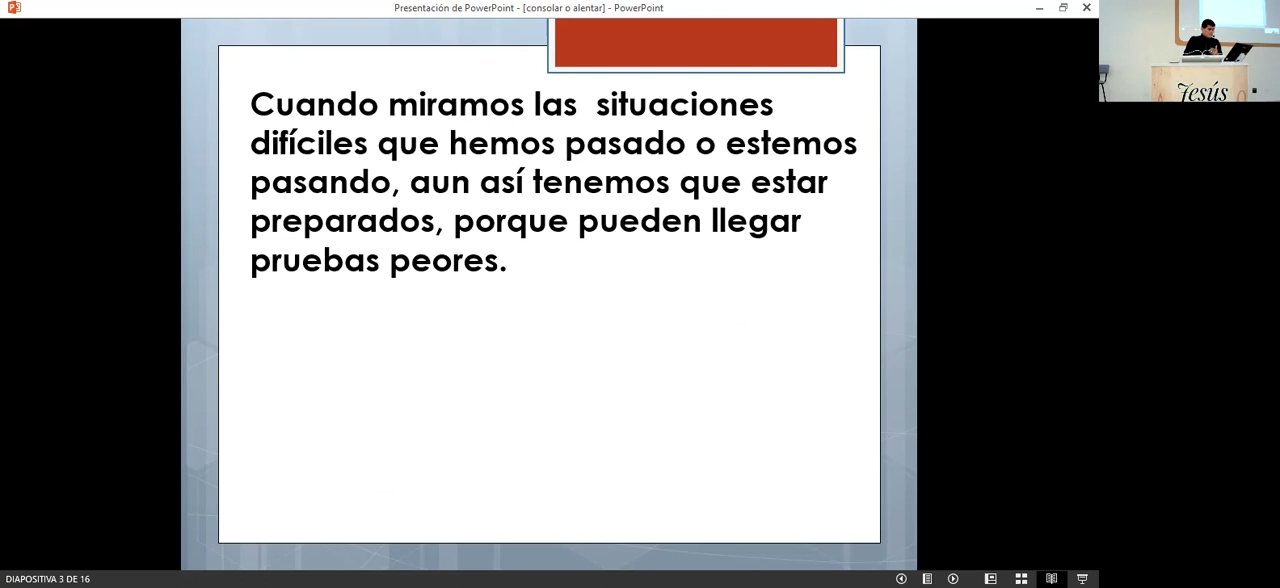 Presentación de PowerPoint - [consolar o alentar] - PowerPoint
Cuando miramos las situaciones
difíciles que hemos pasado o estemos
pasando, aun así tenemos que estar
preparados, porque pueden llegar
pruebas peores.
Jesús
DIAPOSITIVA 3 DE 16